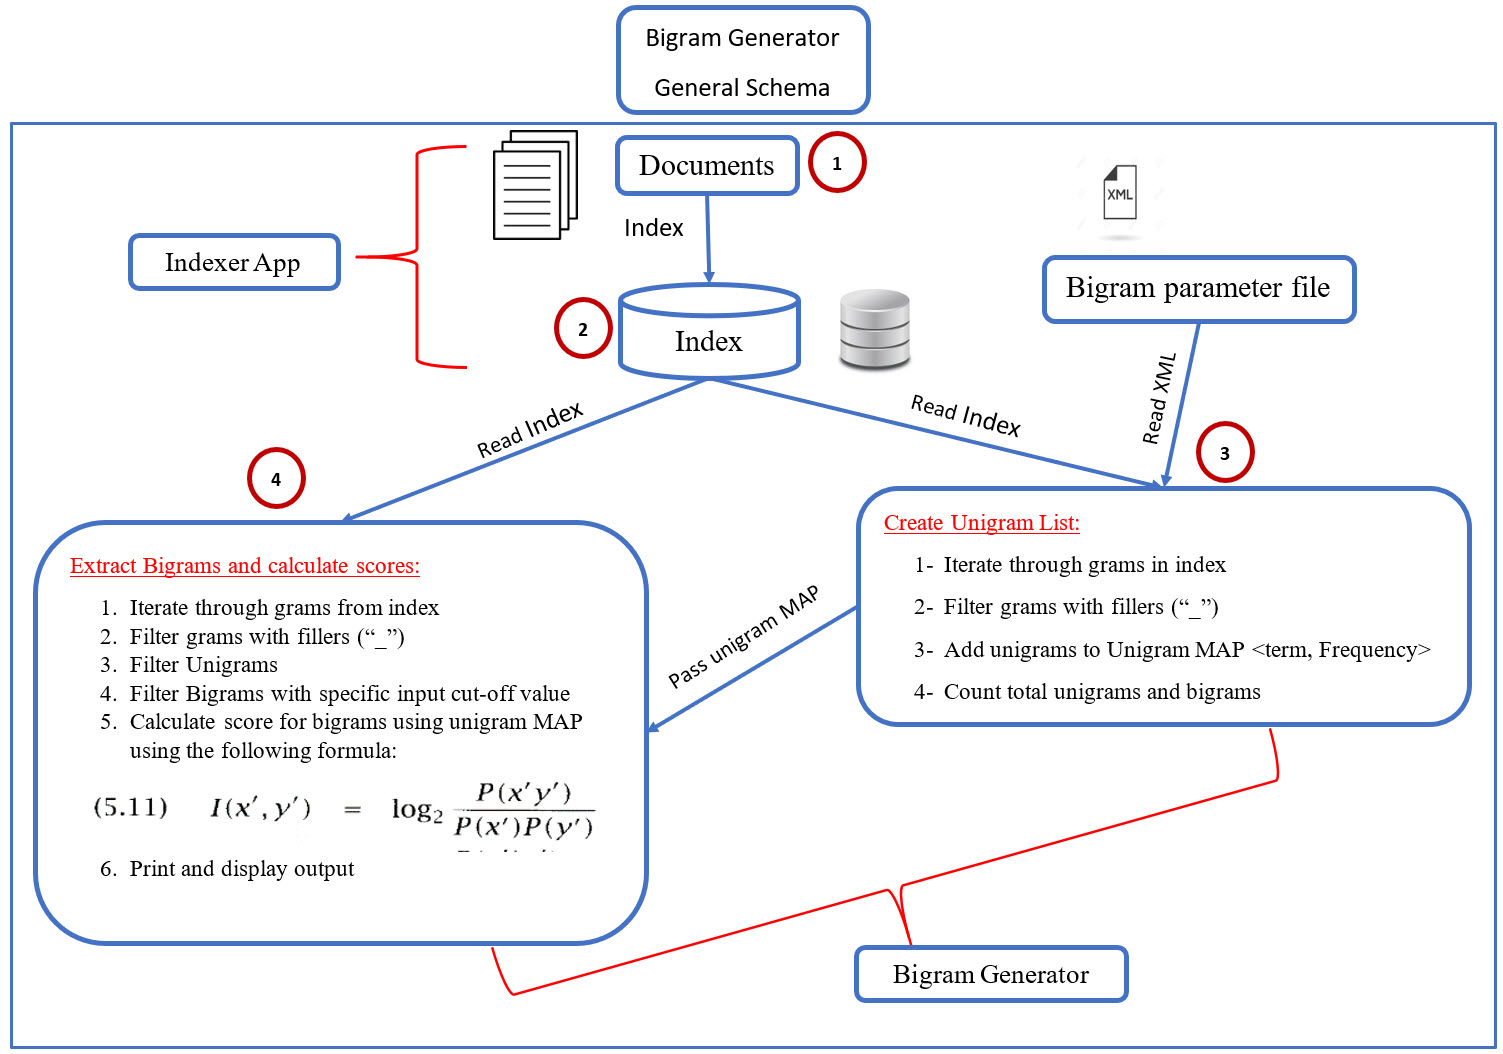 Bigram Generator
General Schema
Documents
1
XML
Index
Indexer App
Bigram parameter file
2
Index
Read XML
Read Index
Read Index
3
4
Create Unigram List:
1- Iterate through grams in index
2- Filter grams with fillers (“_”)
3- Add unigrams to Unigram MAP <term, Frequency>
4- Count total unigrams and bigrams
Pass unigram MAP
Extract Bigrams and calculate scores:
1. Iterate through grams from index
2. Filter grams with fillers (“_”)
3. Filter Unigrams
4. Filter Bigrams with specific input cut-off value
5. Calculate score for bigrams using unigram MAP
using the following formula:
(5.11) I(x′, y′) = log₂ P(x′y′) / P(x′)P(y′)
6. Print and display output
Bigram Generator